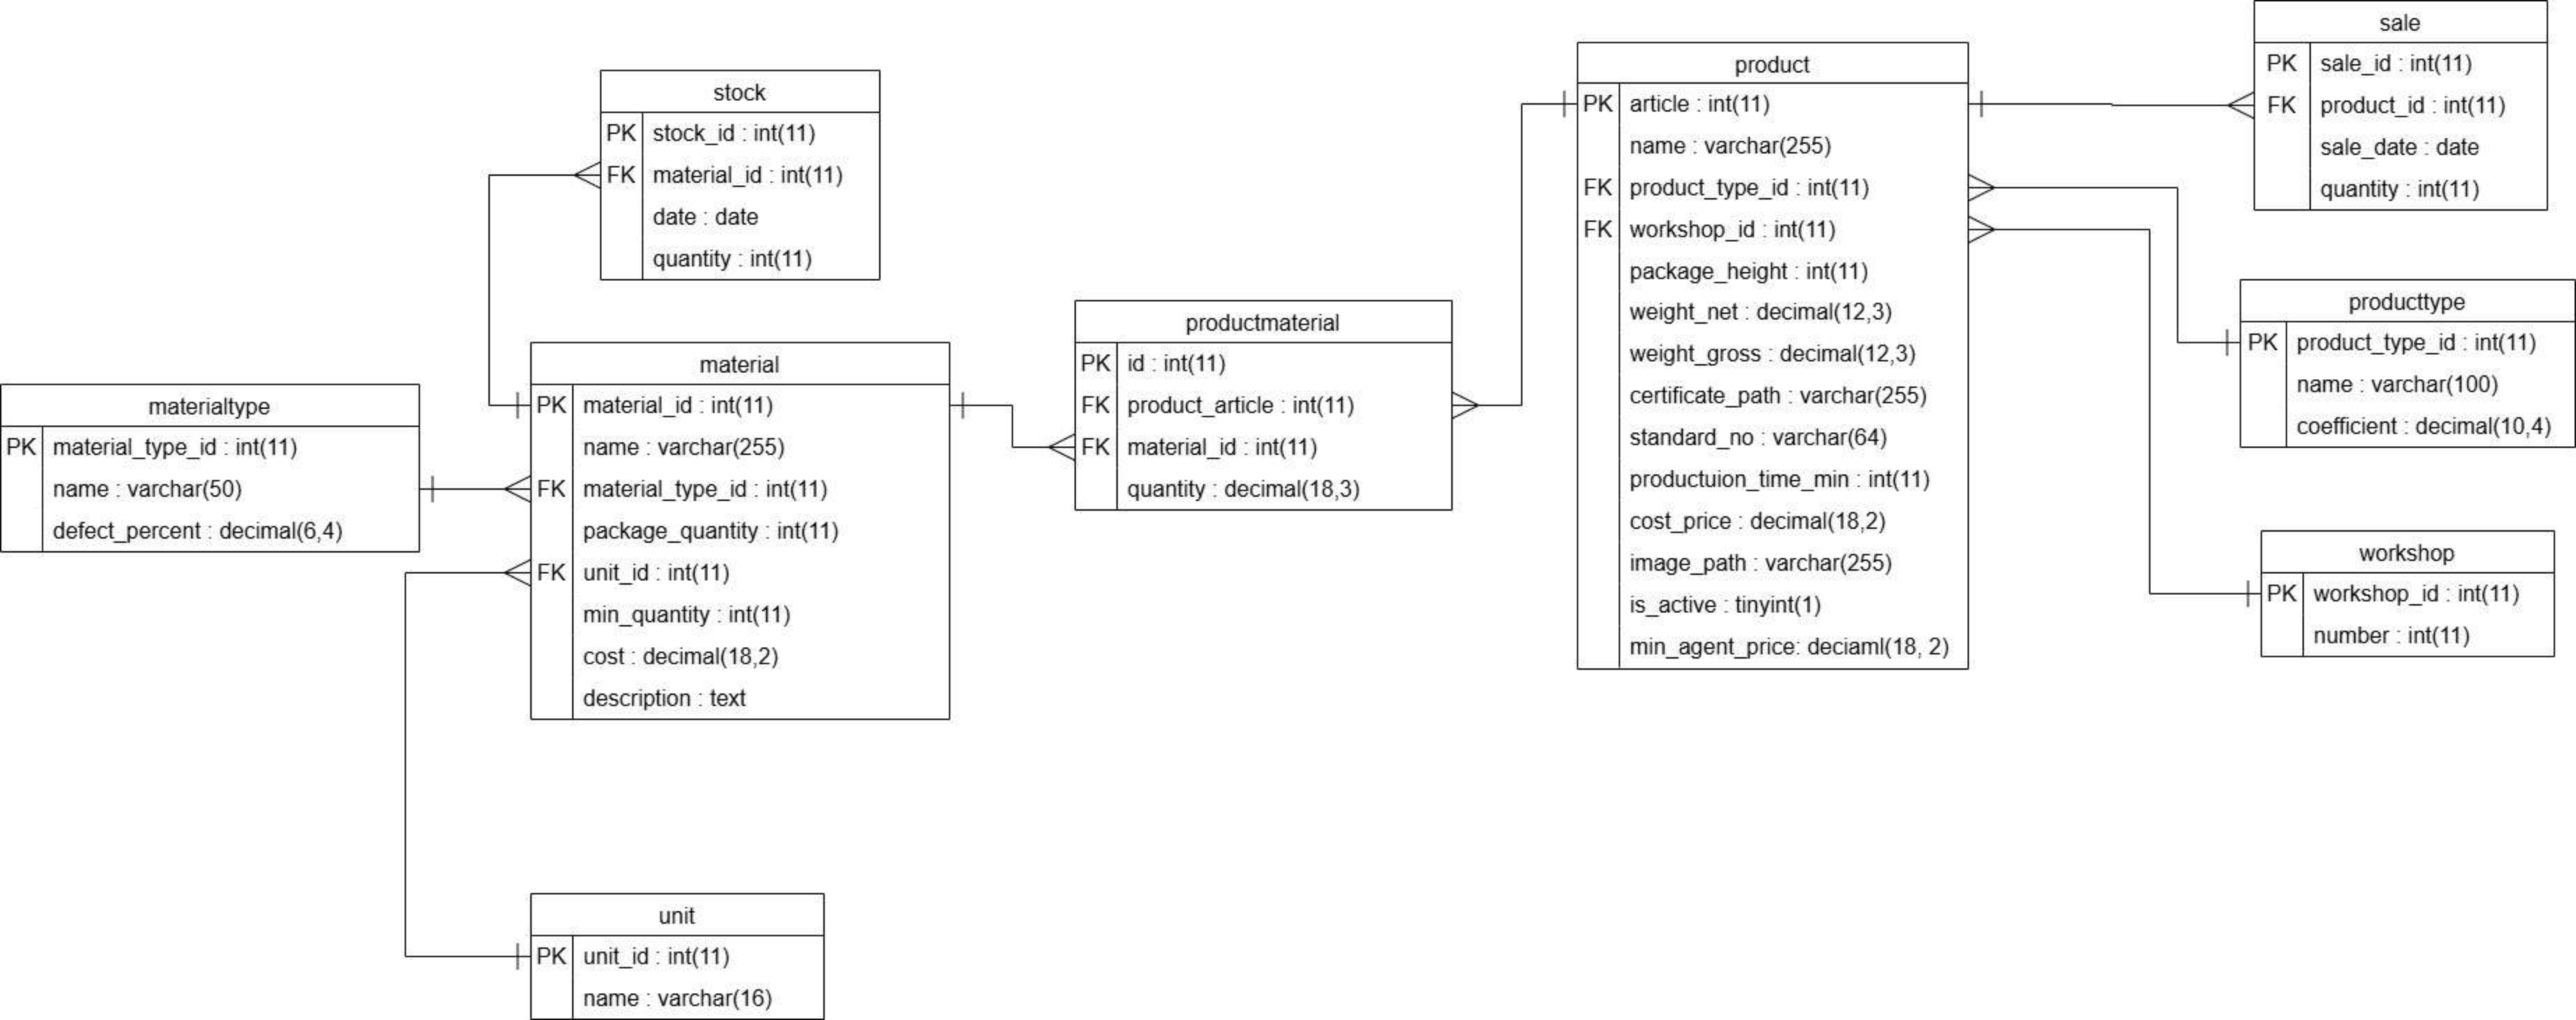 sale
PK sale_id : int(11)
FK product_id : int(11)
sale_date : date
quantity : int(11)
product
PK article : int(11)
name : varchar(255)
FK product_type_id : int(11)
FK workshop_id : int(11)
package_height : int(11)
weight_net : decimal(12,3)
weight_gross : decimal(12,3)
certificate_path : varchar(255)
standard_no : varchar(64)
productuion_time_min : int(11)
cost_price : decimal(18,2)
image_path : varchar(255)
is_active : tinyint(1)
min_agent_price: deciaml(18, 2)
stock
PK stock_id : int(11)
FK material_id : int(11)
date : date
quantity : int(11)
producttype
PK product_type_id : int(11)
name : varchar(100)
coefficient : decimal(10,4)
productmaterial
PK id : int(11)
FK product_article : int(11)
FK material_id : int(11)
quantity : decimal(18,3)
material
PK material_id : int(11)
name : varchar(255)
FK material_type_id : int(11)
package_quantity : int(11)
FK unit_id : int(11)
min_quantity : int(11)
cost : decimal(18,2)
description : text
materialtype
PK material_type_id : int(11)
name : varchar(50)
defect_percent : decimal(6,4)
workshop
PK workshop_id : int(11)
number : int(11)
unit
PK unit_id : int(11)
name : varchar(16)